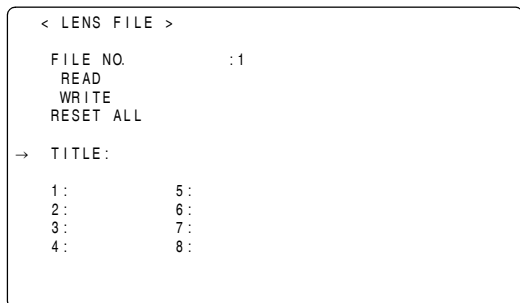 < LENS FILE >
FILE NO. :1
READ
WRITE
RESET ALL
→ TITLE:
1: 5:
2: 6:
3: 7:
4: 8: